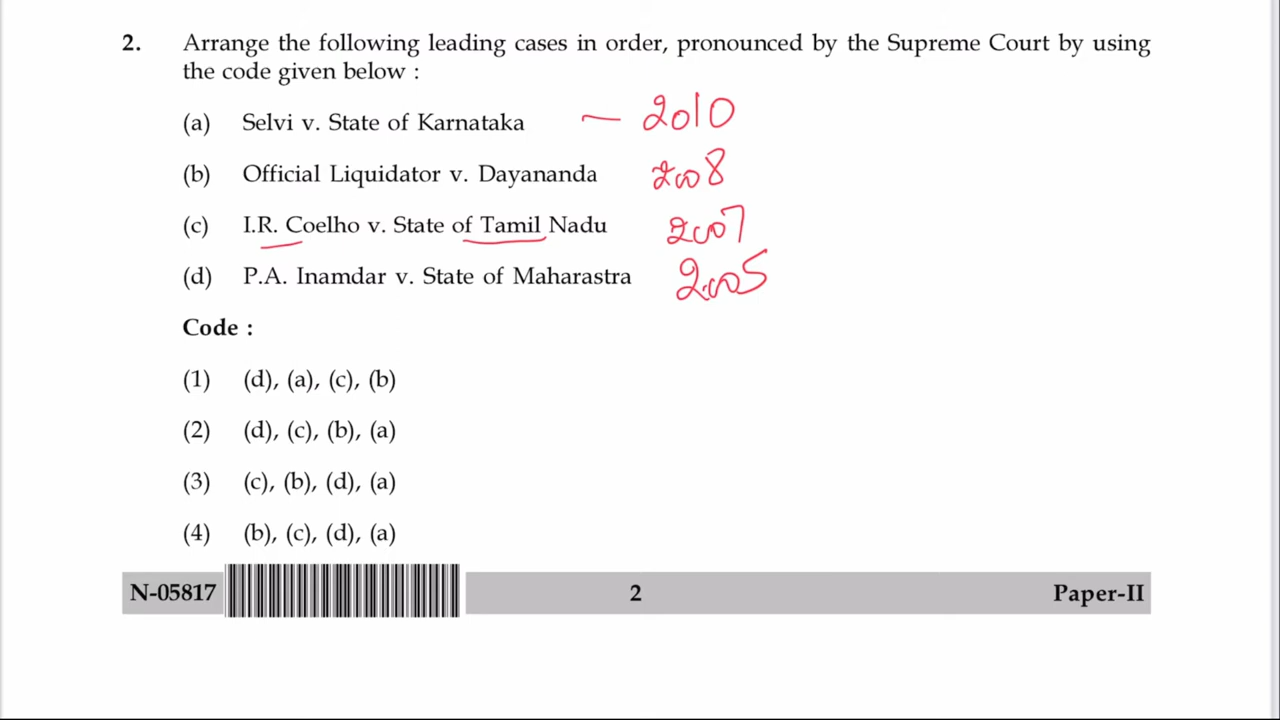 2. Arrange the following leading cases in order, pronounced by the Supreme Court by using
the code given below :
(a) Selvi v. State of Karnataka — 2010
(b) Official Liquidator v. Dayananda 2008
(c) I.R. Coelho v. State of Tamil Nadu 2007
(d) P.A. Inamdar v. State of Maharastra 2005
Code :
(1) (d), (a), (c), (b)
(2) (d), (c), (b), (a)
(3) (c), (b), (d), (a)
(4) (b), (c), (d), (a)
N-05817 2 Paper-II